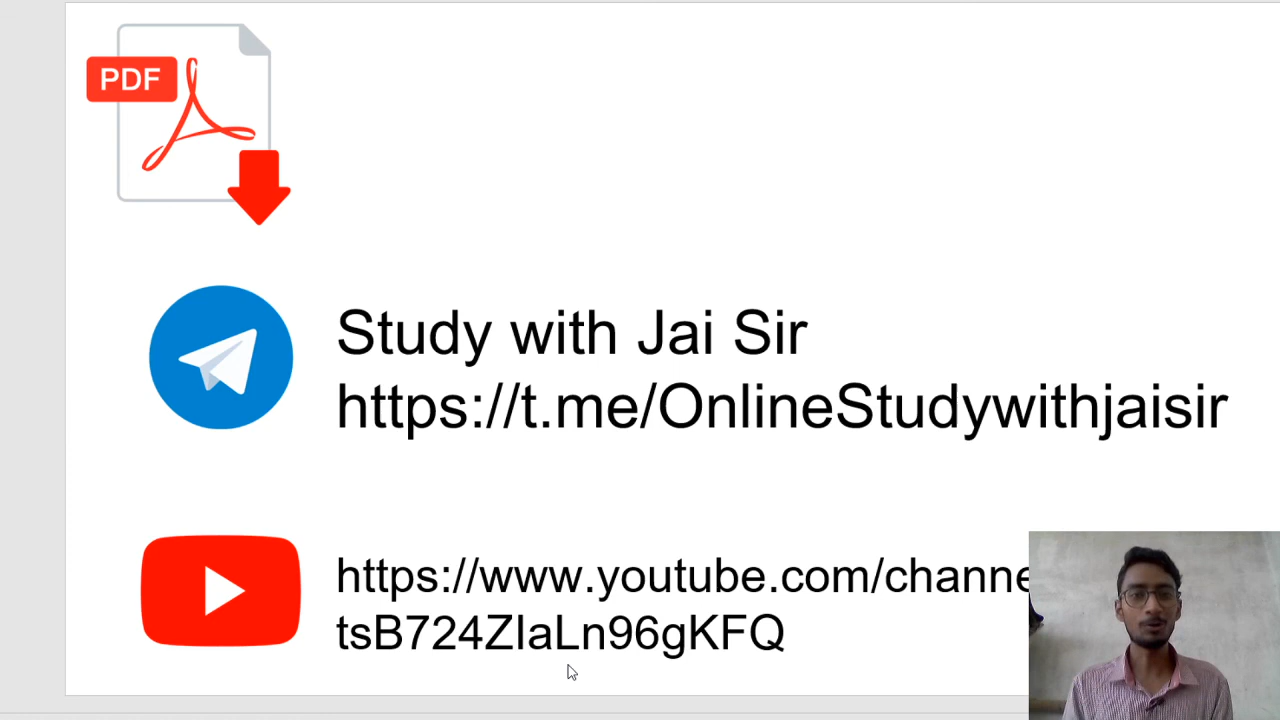 PDF
Study with Jai Sir
https://t.me/OnlineStudywithjaisir
https://www.youtube.com/channe
tsB724ZIaLn96gKFQ